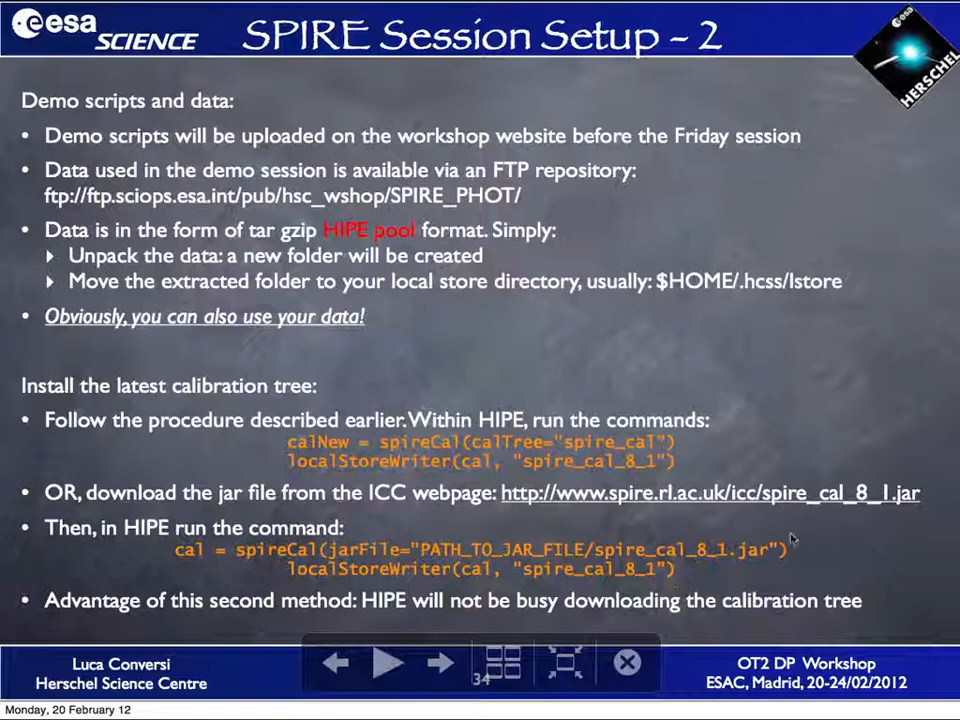 esa SCIENCE
SPIRE Session Setup - 2
HERSCHEL
Demo scripts and data:
• Demo scripts will be uploaded on the workshop website before the Friday session
• Data used in the demo session is available via an FTP repository:
ftp://ftp.sciops.esa.int/pub/hsc_wshop/SPIRE_PHOT/
• Data is in the form of tar gzip HIPE pool format. Simply:
Unpack the data: a new folder will be created
Move the extracted folder to your local store directory, usually: $HOME/.hcss/lstore
• Obviously, you can also use your data!
Install the latest calibration tree:
• Follow the procedure described earlier. Within HIPE, run the commands:
calNew = spireCal(calTree="spire_cal")
localStoreWriter(cal, "spire_cal_8_1")
• OR, download the jar file from the ICC webpage: http://www.spire.rl.ac.uk/icc/spire_cal_8_1.jar
• Then, in HIPE run the command:
cal = spireCal(jarFile="PATH_TO_JAR_FILE/spire_cal_8_1.jar")
localStoreWriter(cal, "spire_cal_8_1")
• Advantage of this second method: HIPE will not be busy downloading the calibration tree
Luca Conversi
Herschel Science Centre
34
OT2 DP Workshop
ESAC, Madrid, 20-24/02/2012
Monday, 20 February 12